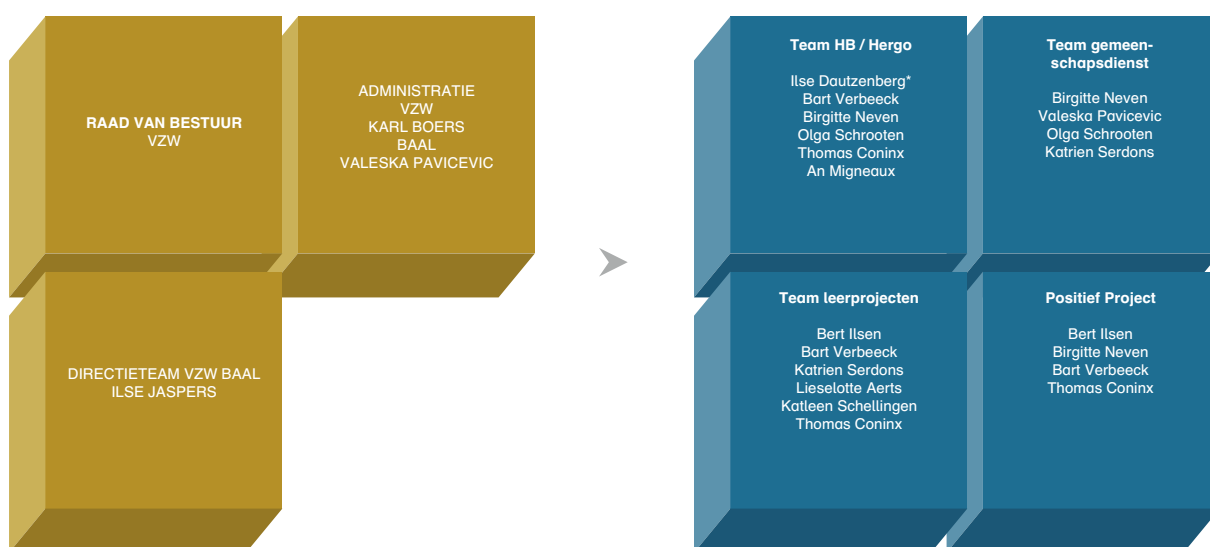 RAAD VAN BESTUUR
VZW
ADMINISTRATIE
VZW
KARL BOERS
BAAL
VALESKA PAVICEVIC
DIRECTIETEAM VZW BAAL
ILSE JASPERS
Team HB / Hergo
Ilse Dautzenberg*
Bart Verbeeck
Birgitte Neven
Olga Schrooten
Thomas Coninx
An Migneaux
Team gemeen-
schapsdienst
Birgitte Neven
Valeska Pavicevic
Olga Schrooten
Katrien Serdons
Team leerprojecten
Bert Ilsen
Bart Verbeeck
Katrien Serdons
Lieselotte Aerts
Katleen Schellingen
Thomas Coninx
Positief Project
Bert Ilsen
Birgitte Neven
Bart Verbeeck
Thomas Coninx